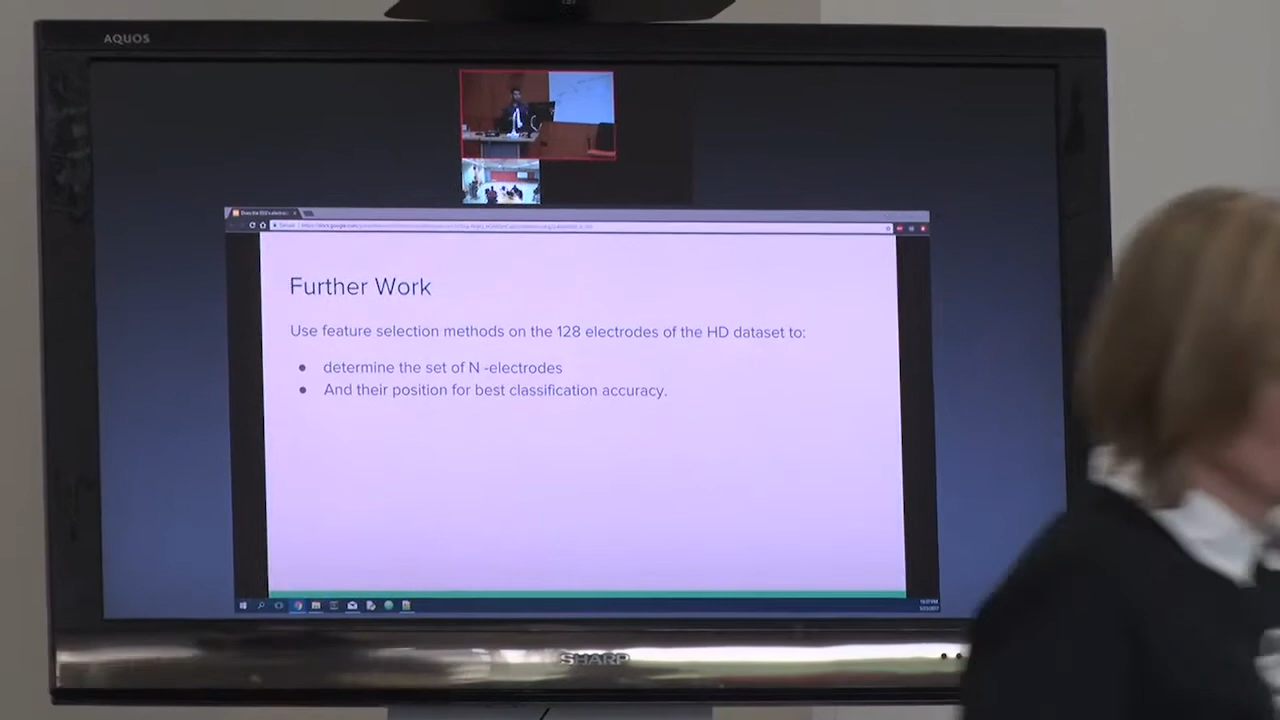 AQUOS
Further Work
Use feature selection methods on the 128 electrodes of the HD dataset to:
● determine the set of N -electrodes
● And their position for best classification accuracy.
SHARP